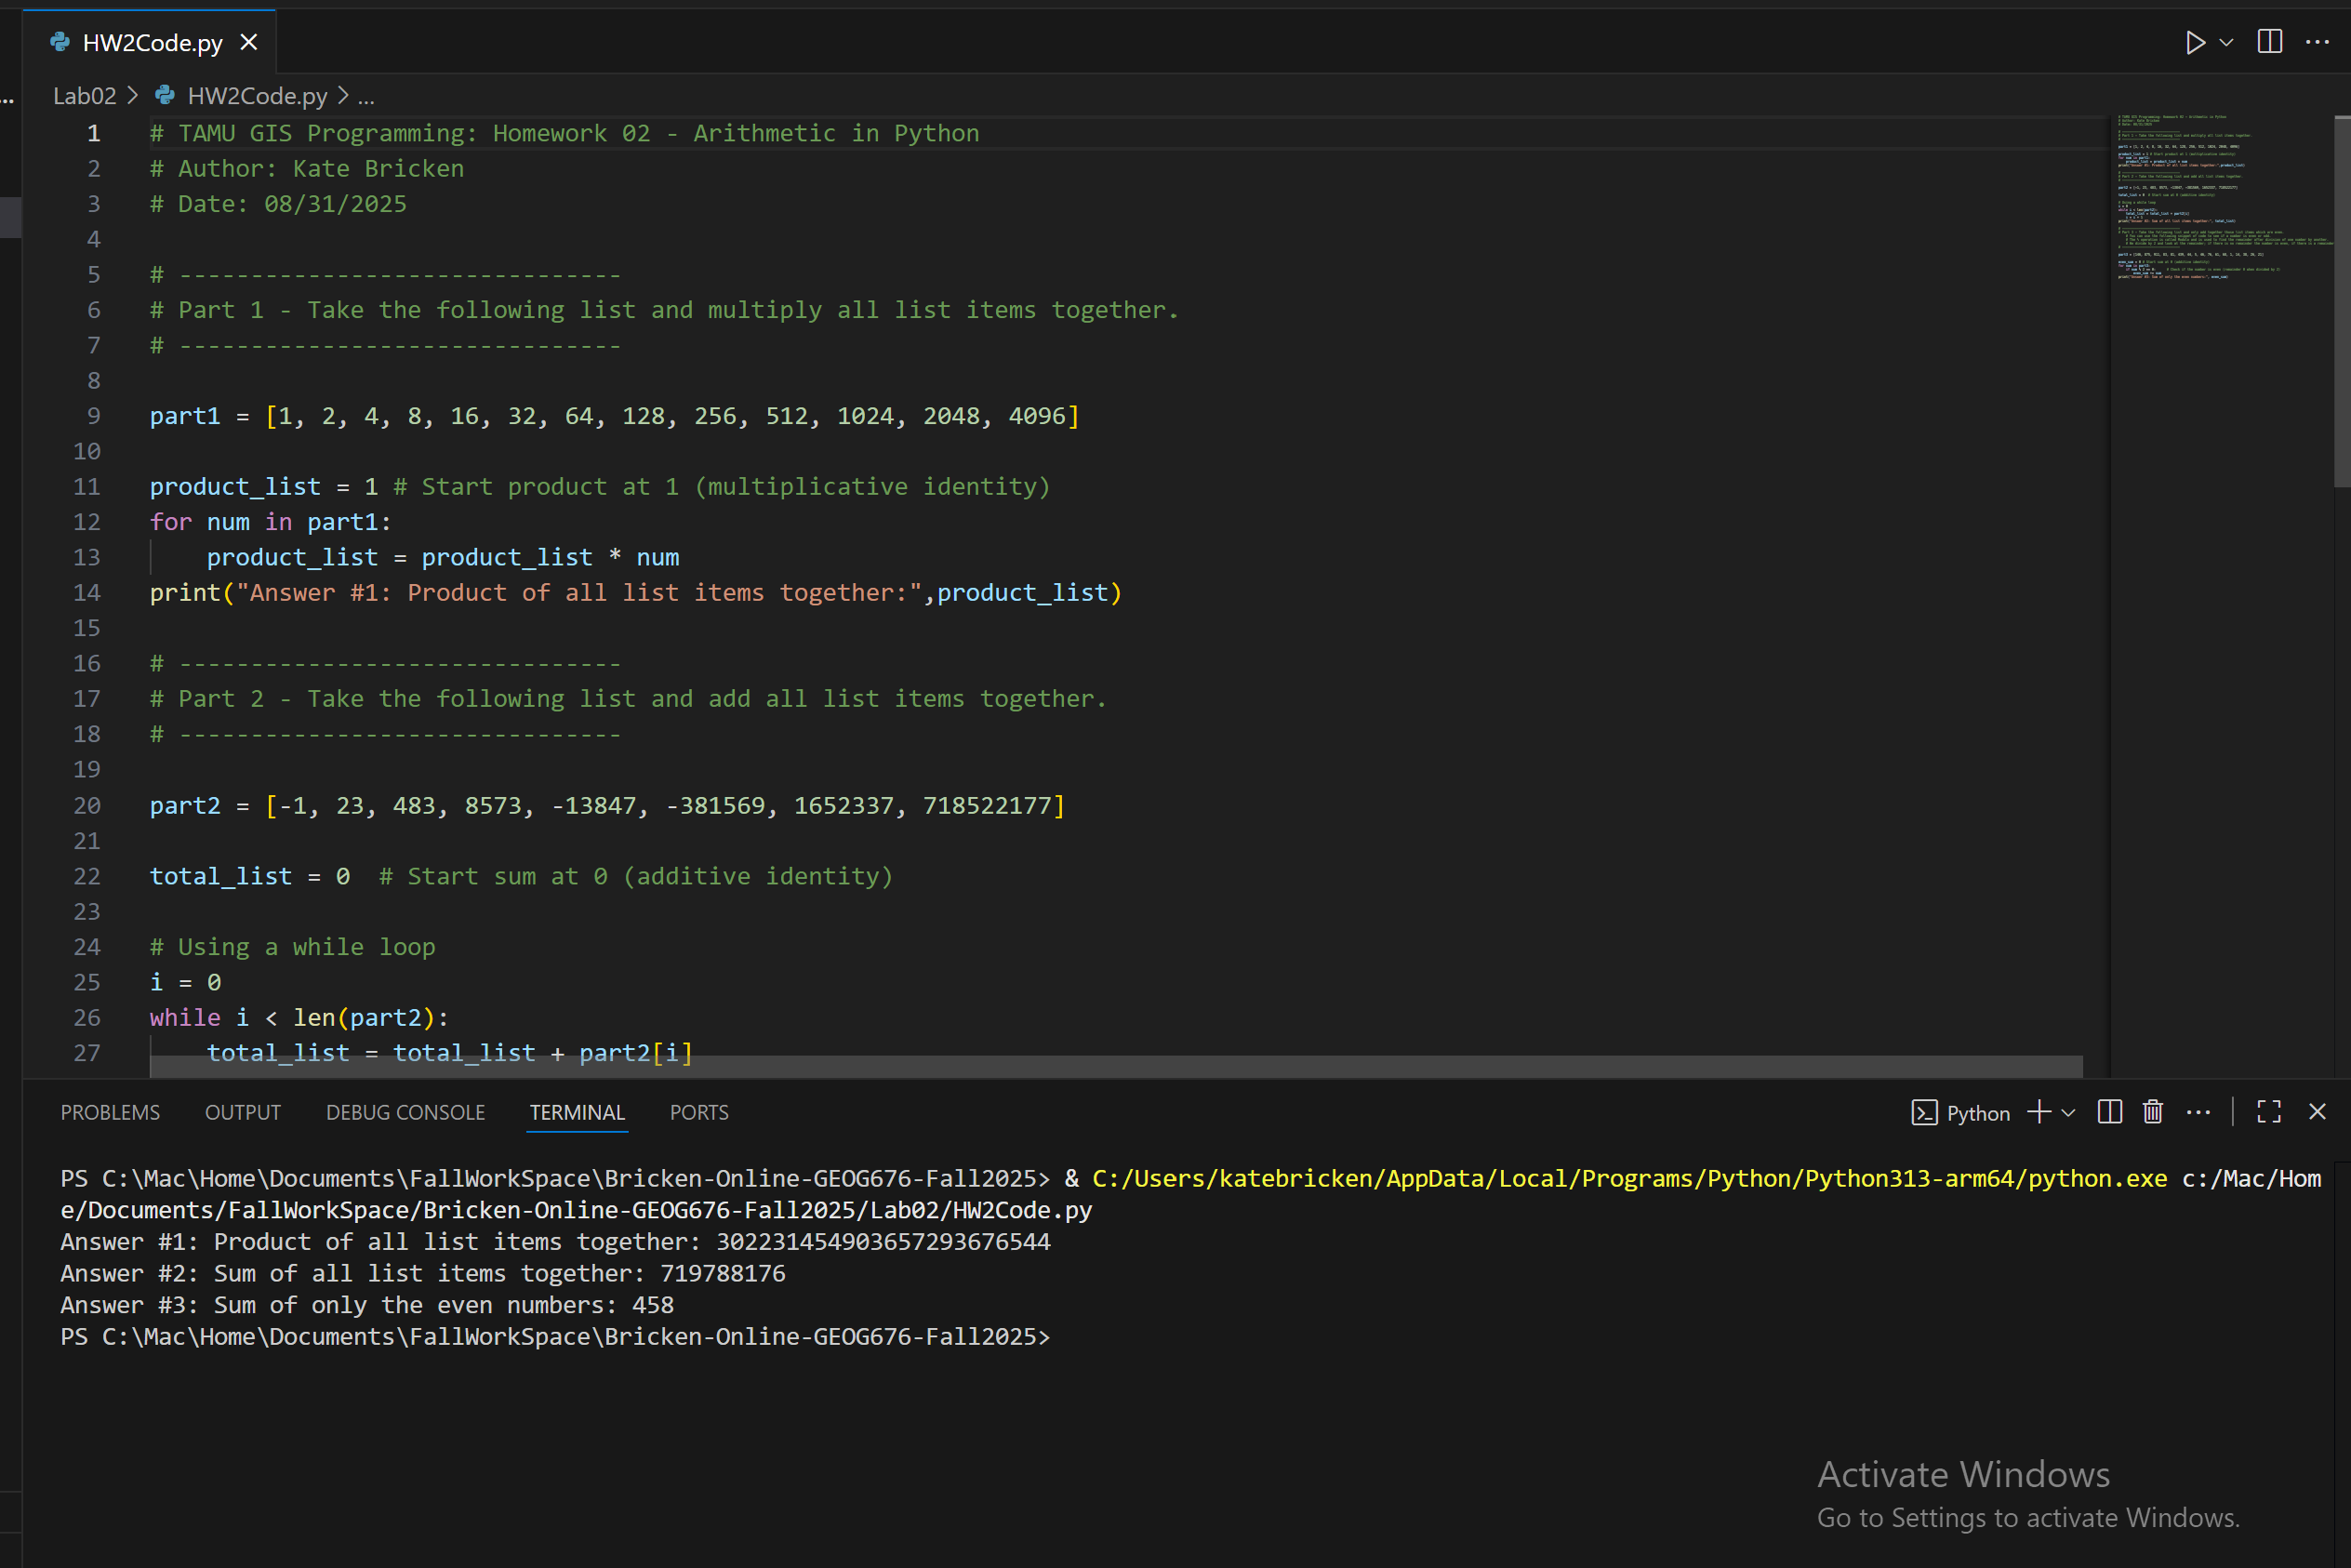 HW2Code.py
Lab02 > HW2Code.py > ...
1 # TAMU GIS Programming: Homework 02 - Arithmetic in Python
2 # Author: Kate Bricken
3 # Date: 08/31/2025
4
5 # -------------------------------
6 # Part 1 - Take the following list and multiply all list items together.
7 # -------------------------------
8
9 part1 = [1, 2, 4, 8, 16, 32, 64, 128, 256, 512, 1024, 2048, 4096]
10
11 product_list = 1 # Start product at 1 (multiplicative identity)
12 for num in part1:
13     product_list = product_list * num
14 print("Answer #1: Product of all list items together:",product_list)
15
16 # -------------------------------
17 # Part 2 - Take the following list and add all list items together.
18 # -------------------------------
19
20 part2 = [-1, 23, 483, 8573, -13847, -381569, 1652337, 718522177]
21
22 total_list = 0  # Start sum at 0 (additive identity)
23
24 # Using a while loop
25 i = 0
26 while i < len(part2):
27     total_list = total_list + part2[i]
PROBLEMS OUTPUT DEBUG CONSOLE TERMINAL PORTS
Python
PS C:\Mac\Home\Documents\FallWorkSpace\Bricken-Online-GEOG676-Fall2025> & C:/Users/katebricken/AppData/Local/Programs/Python/Python313-arm64/python.exe c:/Mac/Hom
e/Documents/FallWorkSpace/Bricken-Online-GEOG676-Fall2025/Lab02/HW2Code.py
Answer #1: Product of all list items together: 302231454903657293676544
Answer #2: Sum of all list items together: 719788176
Answer #3: Sum of only the even numbers: 458
PS C:\Mac\Home\Documents\FallWorkSpace\Bricken-Online-GEOG676-Fall2025>
Activate Windows
Go to Settings to activate Windows.